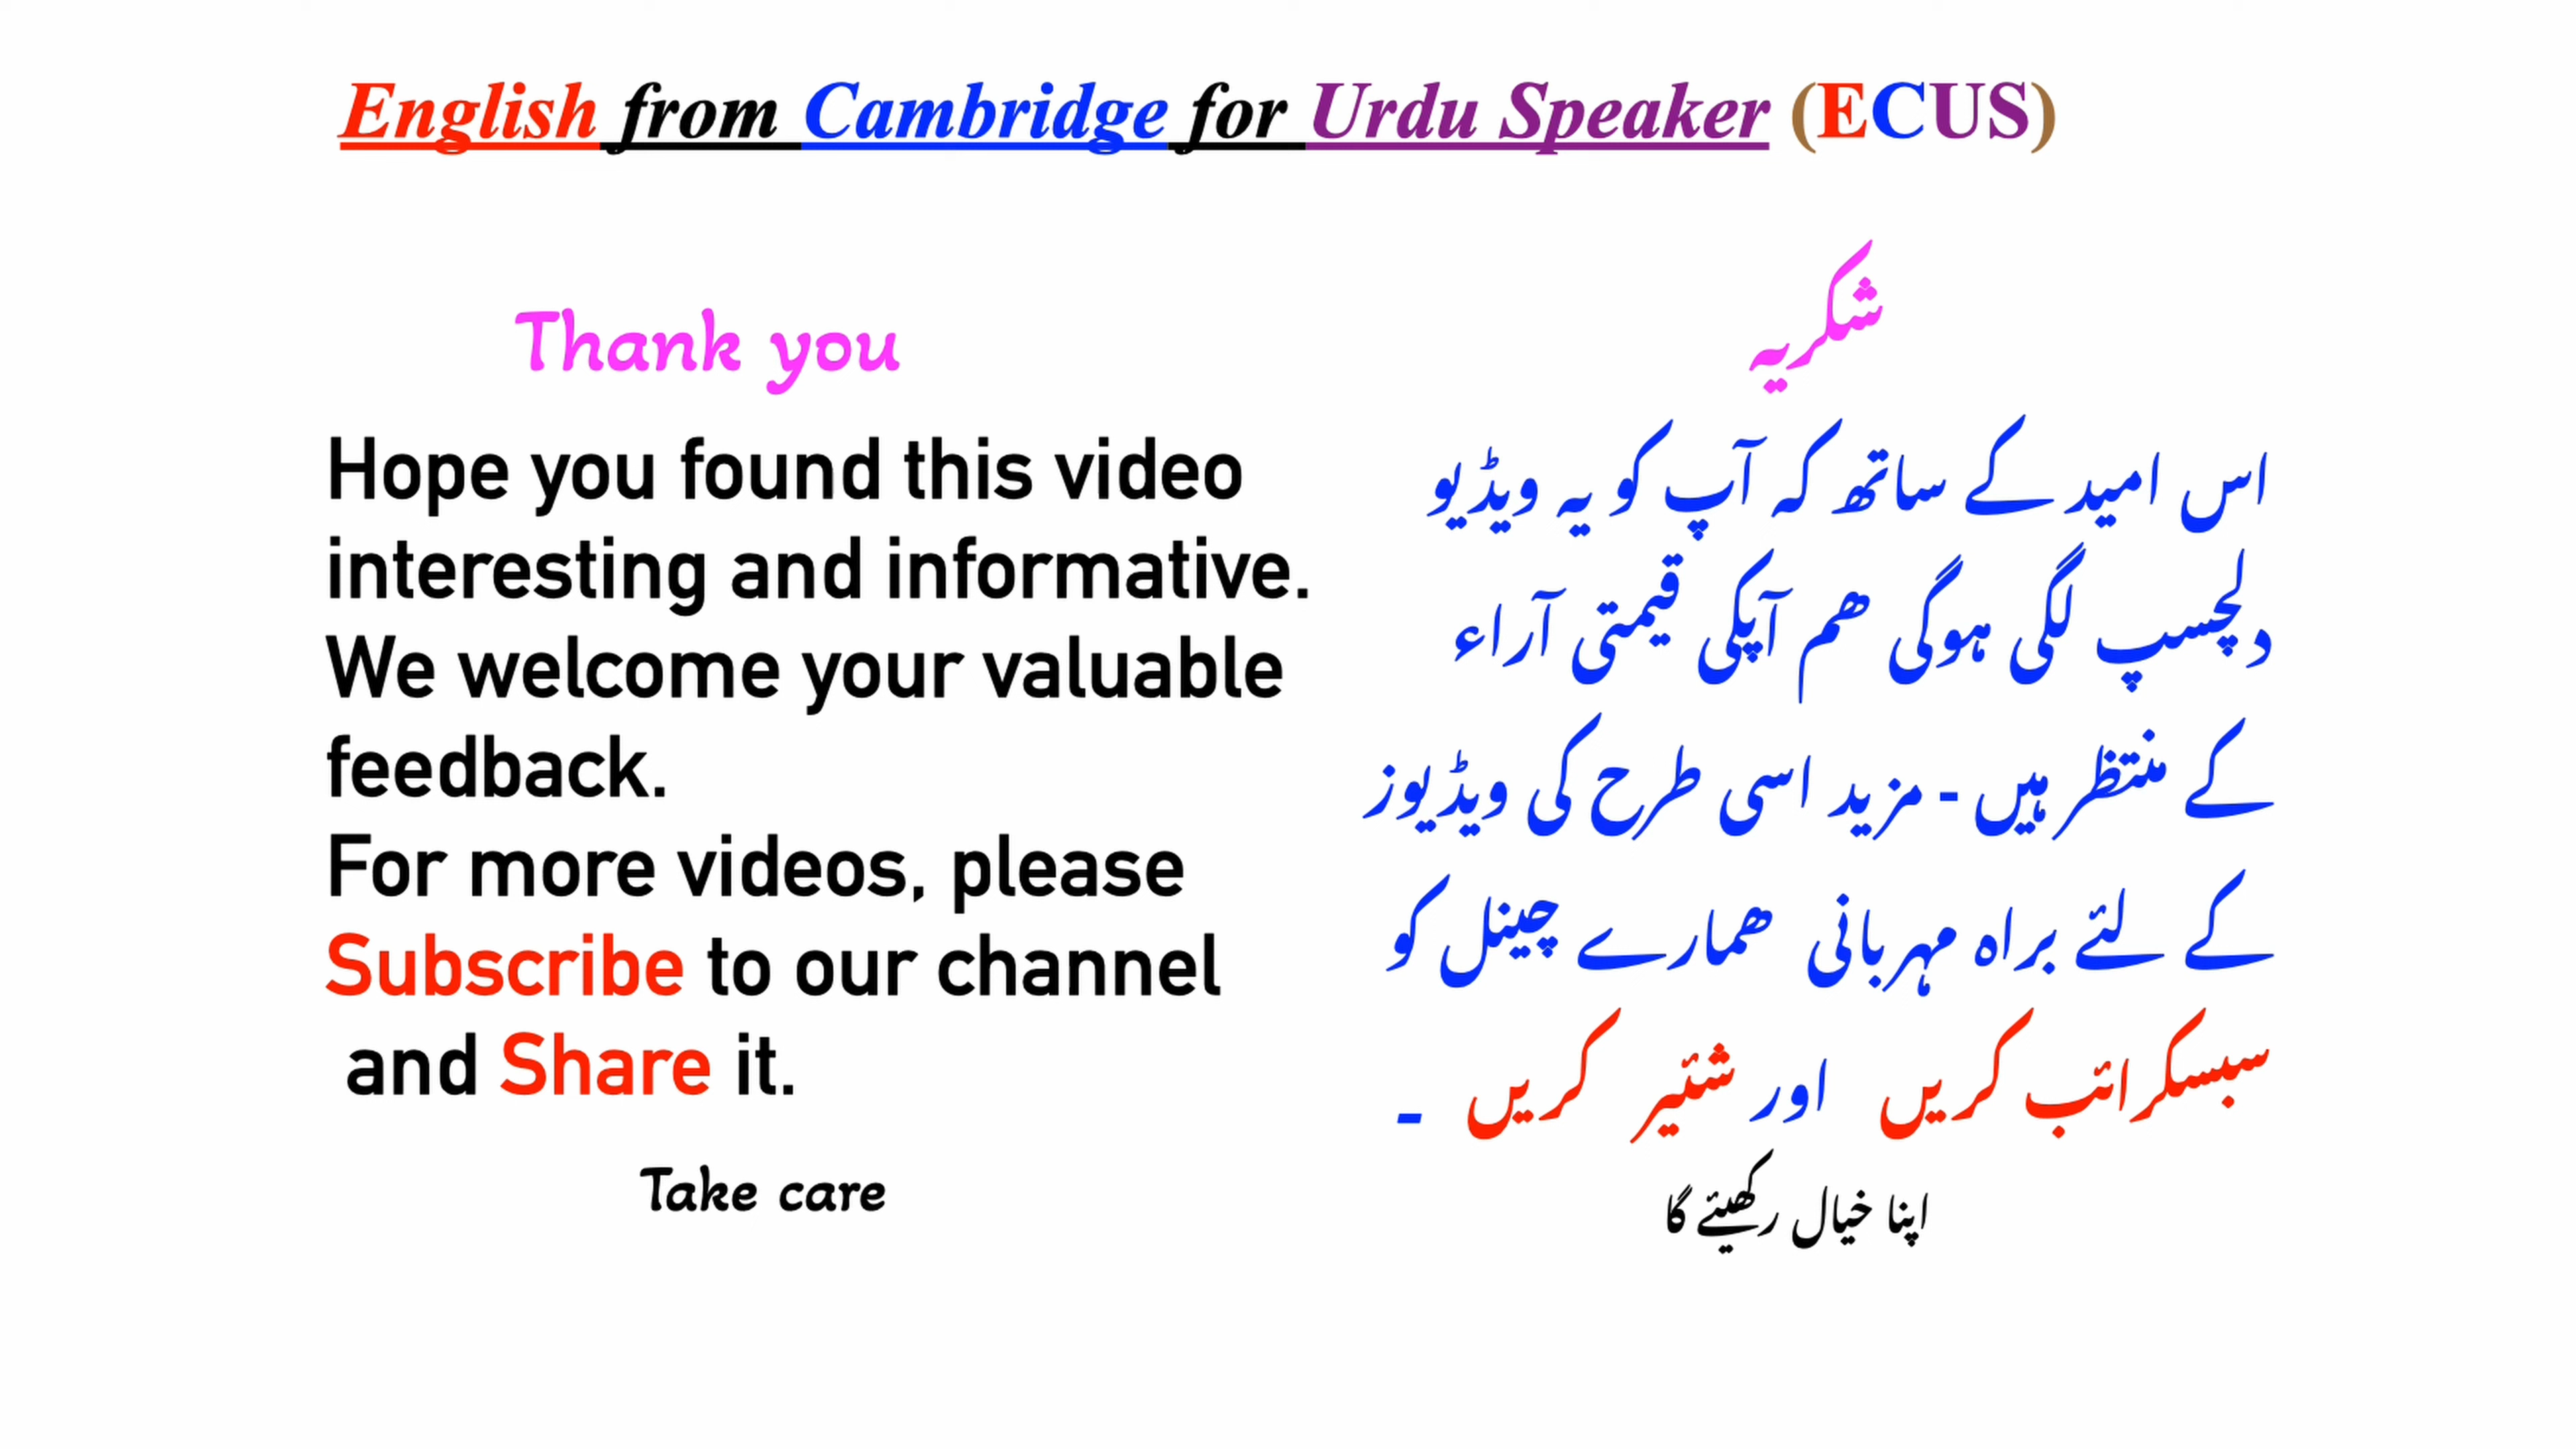 English from Cambridge for Urdu Speaker (ECUS)
Thank you
Hope you found this video
interesting and informative.
We welcome your valuable
feedback.
For more videos, please
Subscribe to our channel
and Share it.
Take care
شکریہ
اس امید کے ساتھ کہ آپ کو یہ ویڈیو
دلچسپ لگی ہوگی ھم آپکی قیمتی آراء
کے منتظر ہیں - مزید اسی طرح کی ویڈیوز
کے لئے براہ مہربانی ھمارے چینل کو
سبسکرائب کریں اور شئیر کریں -
اپنا خیال رکھیئے گا